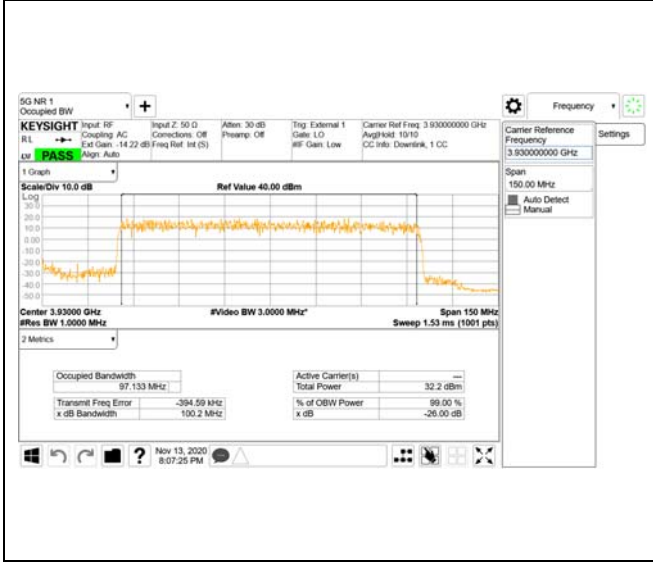 5G NR 1
Occupied BW
Frequency
KEYSIGHT
R L
PASS
Input: RF
Coupling: AC
Ext Gain: -14.22 dB
Align: Auto
Input Z: 50 Ω
Corrections: Off
Freq Ref: Int (S)
Atten: 30 dB
Preamp: Off
Trig: External 1
Gate: LO
#IF Gain: Low
Carrier Ref Freq: 3.930000000 GHz
Avg|Hold: 10/10
CC Info: Downlink, 1 CC
Carrier Reference
Frequency
3.930000000 GHz
Settings
Span
150.00 MHz
Auto Detect
Manual
1 Graph
Scale/Div 10.0 dB
Ref Value 40.00 dBm
Log
30.0
20.0
10.0
0.00
-10.0
-20.0
-30.0
-40.0
-50.0
Center 3.93000 GHz
#Video BW 3.0000 MHz*
Span 150 MHz
#Res BW 1.0000 MHz
Sweep 1.53 ms (1001 pts)
2 Metrics
Occupied Bandwidth
97.133 MHz
Transmit Freq Error -394.59 kHz
x dB Bandwidth 100.2 MHz
Active Carrier(s) ---
Total Power 32.2 dBm
% of OBW Power 99.00 %
x dB -26.00 dB
Nov 13, 2020
8:07:25 PM